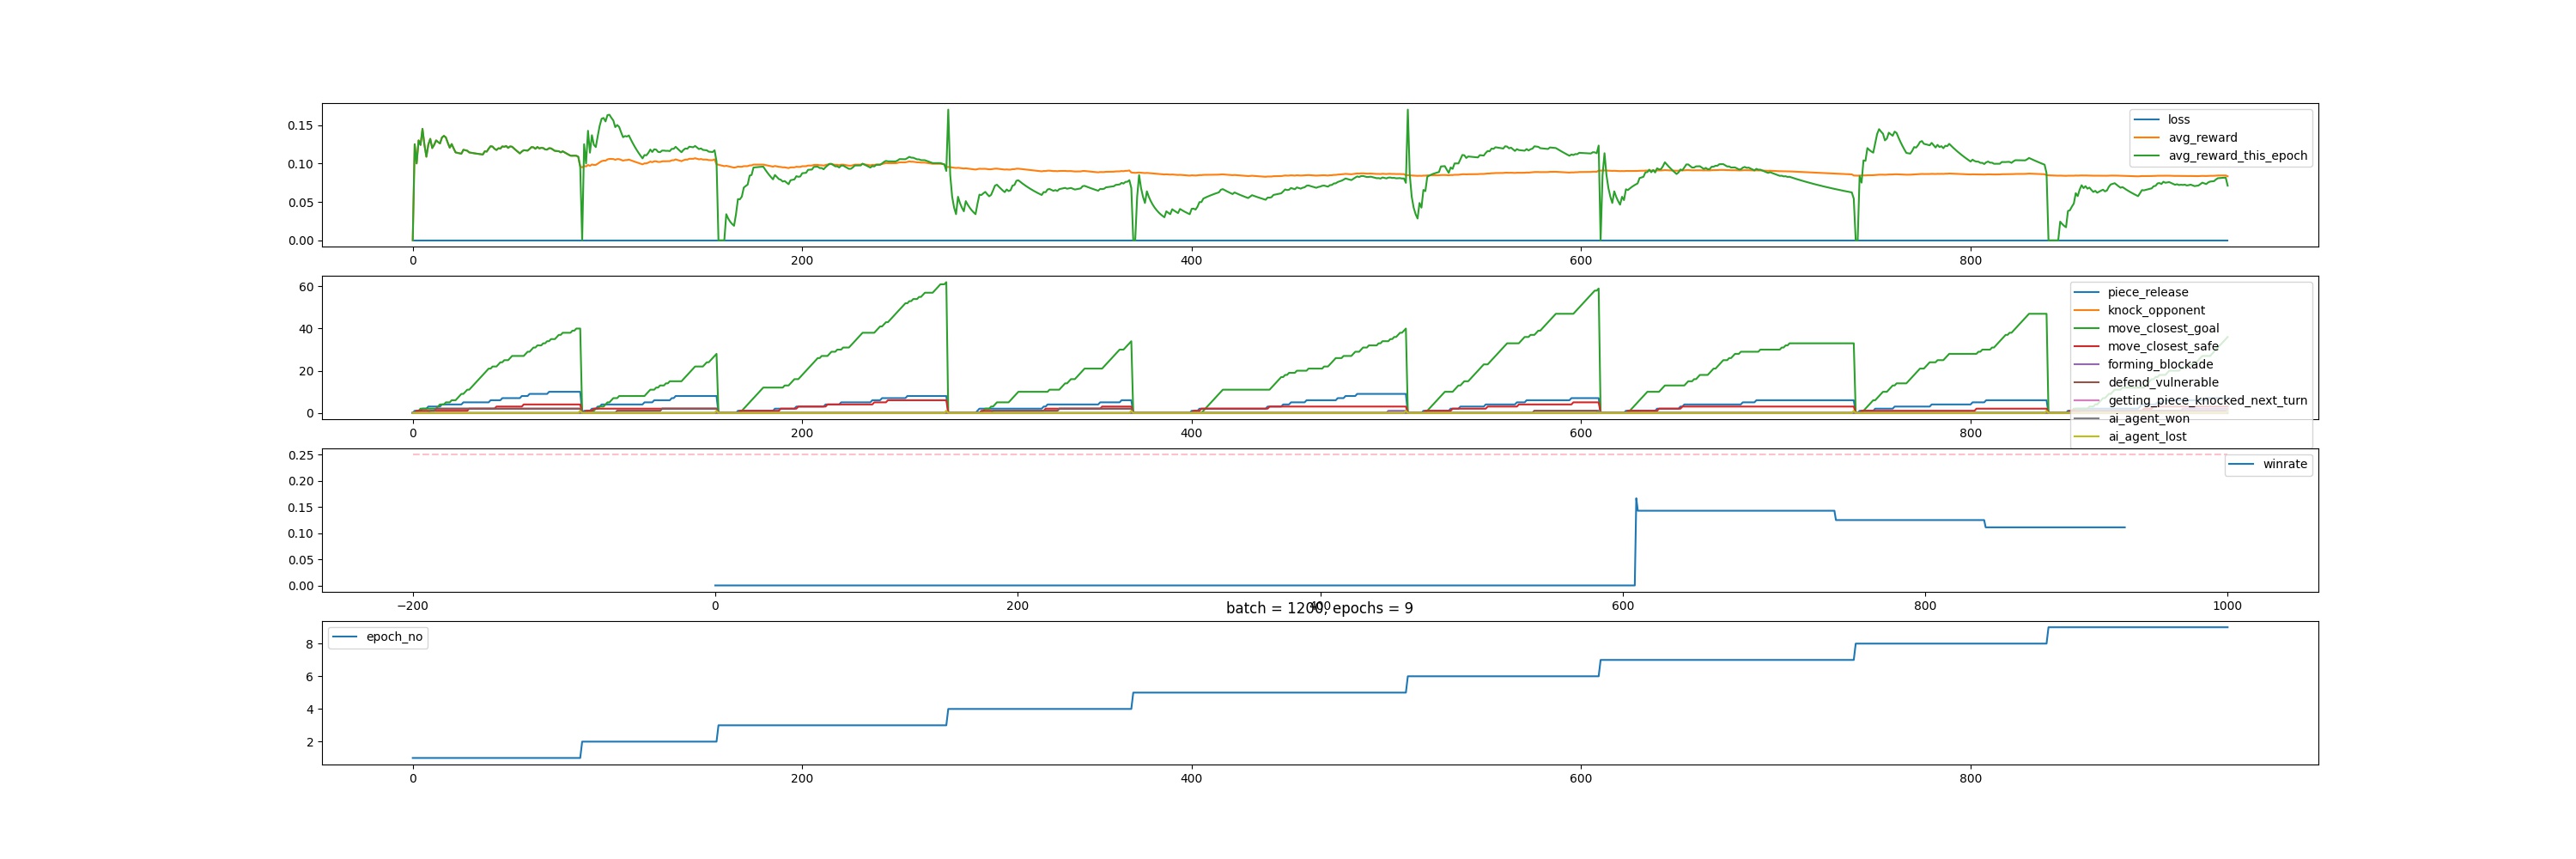 0.15
0.10
0.05
0.00
loss
avg_reward
avg_reward_this_epoch
0 200 400 600 800
60
40
20
0
piece_release
knock_opponent
move_closest_goal
move_closest_safe
forming_blockade
defend_vulnerable
getting_piece_knocked_next_turn
ai_agent_won
ai_agent_lost
0 200 400 600 800
0.25
0.20
0.15
0.10
0.05
0.00
winrate
−200 0 200 400 600 800 1000
batch = 1200, epochs = 9
epoch_no
8
6
4
2
0 200 400 600 800